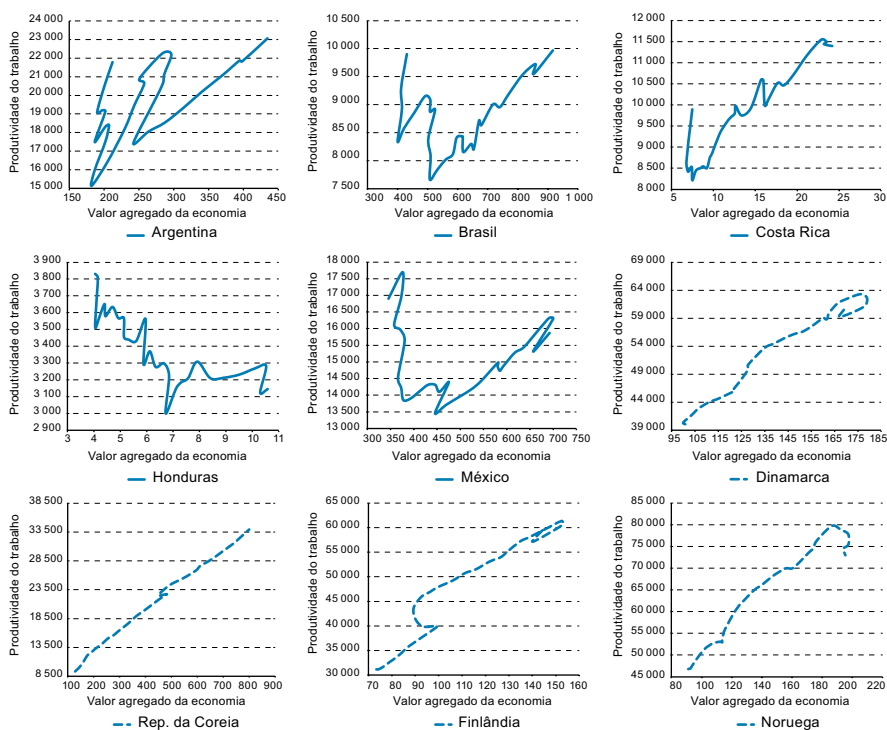 Produtividade do trabalho
24 000
23 000
22 000
21 000
20 000
19 000
18 000
17 000
16 000
15 000
150 200 250 300 350 400 450
Valor agregado da economia
Argentina
Produtividade do trabalho
10 500
10 000
9 500
9 000
8 500
8 000
7 500
300 400 500 600 700 800 900 1 000
Valor agregado da economia
Brasil
Produtividade do trabalho
12 000
11 500
11 000
10 500
10 000
9 500
9 000
8 500
8 000
5 10 15 20 25 30
Valor agregado da economia
Costa Rica
Produtividade do trabalho
3 900
3 800
3 700
3 600
3 500
3 400
3 300
3 200
3 100
3 000
2 900
3 4 5 6 7 8 9 10 11
Valor agregado da economia
Honduras
Produtividade do trabalho
18 000
17 500
17 000
16 500
16 000
15 500
15 000
14 500
14 000
13 500
13 000
300 350 400 450 500 550 600 650 700 750
Valor agregado da economia
México
Produtividade do trabalho
69 000
64 000
59 000
54 000
49 000
44 000
39 000
95 105 115 125 135 145 155 165 175 185
Valor agregado da economia
Dinamarca
Produtividade do trabalho
38 500
33 500
28 500
23 500
18 500
13 500
8 500
100 200 300 400 500 600 700 800 900
Valor agregado da economia
Rep. da Coreia
Produtividade do trabalho
65 000
60 000
55 000
50 000
45 000
40 000
35 000
30 000
70 80 90 100 110 120 130 140 150 160
Valor agregado da economia
Finlândia
Produtividade do trabalho
85 000
80 000
75 000
70 000
65 000
60 000
55 000
50 000
45 000
80 100 120 140 160 180 200 220
Valor agregado da economia
Noruega